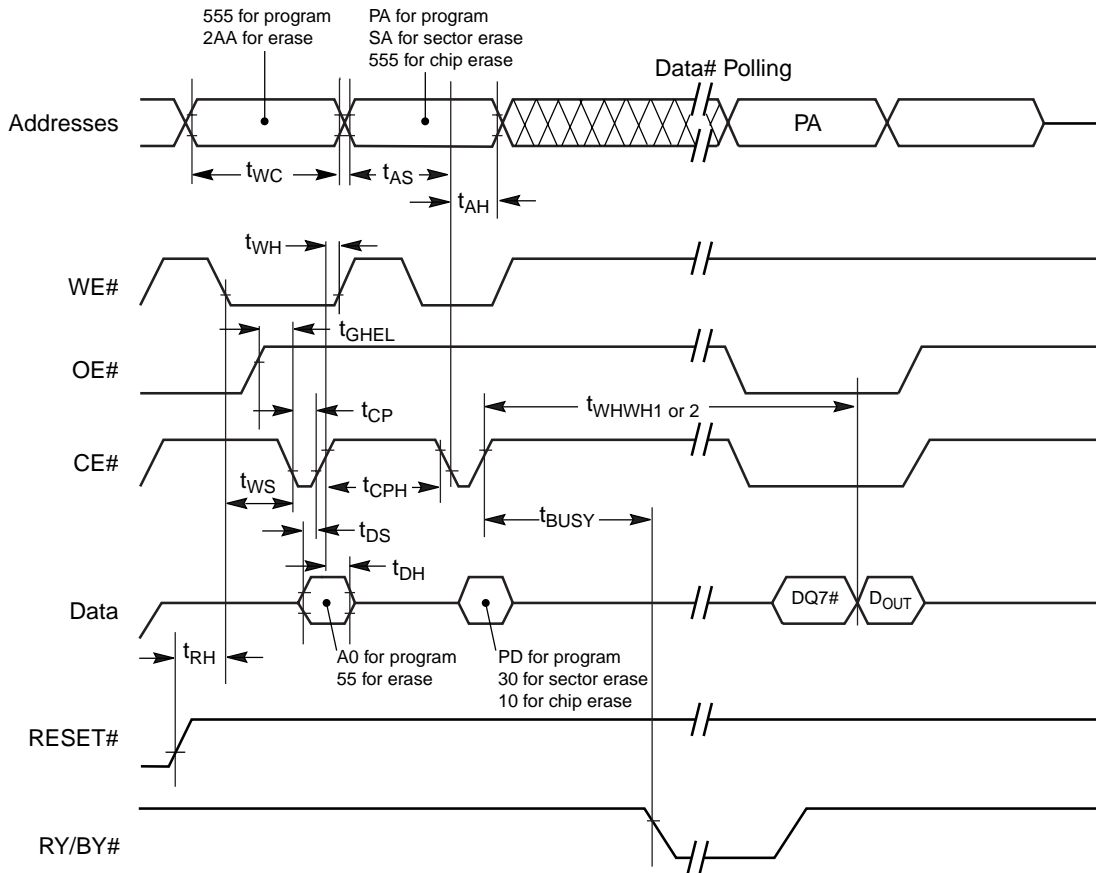 555 for program
2AA for erase
PA for program
SA for sector erase
555 for chip erase
Data# Polling
Addresses
PA
tWC
tAS
tAH
tWH
WE#
tGHEL
OE#
tWHWH1 or 2
tCP
CE#
tWS
tCPH
tBUSY
tDS
tDH
Data
DQ7#
DOUT
tRH
A0 for program
55 for erase
PD for program
30 for sector erase
10 for chip erase
RESET#
RY/BY#